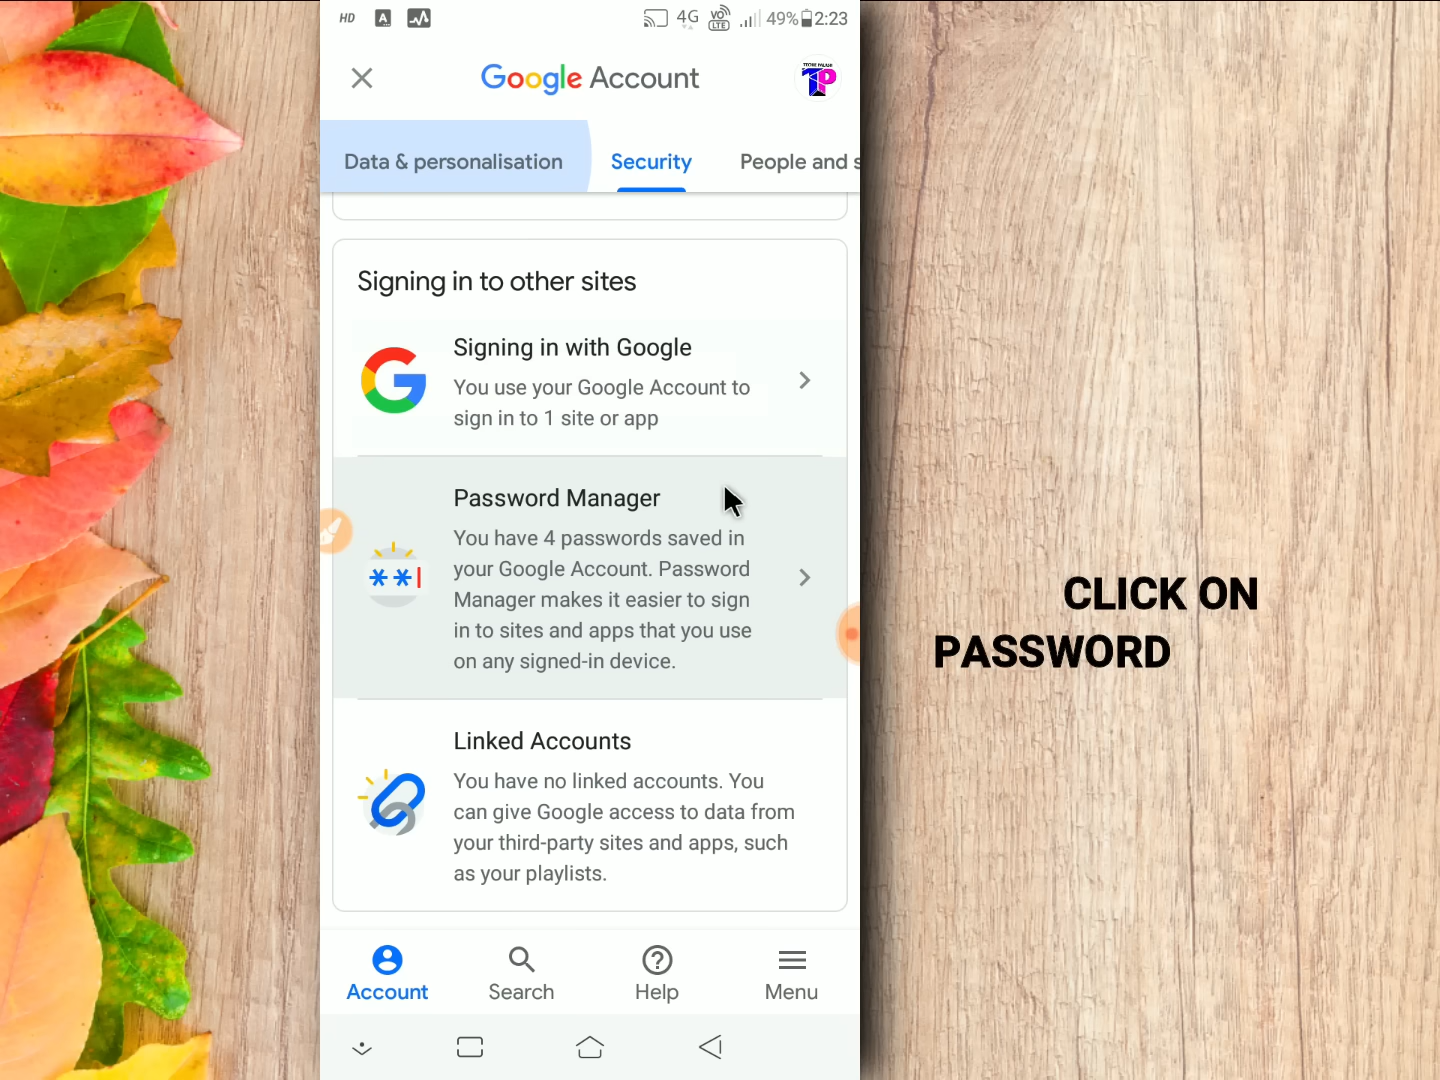 HD A 4G VO LTE 49% 2:23
Google Account
TP
Data & personalisation Security People and s
Signing in to other sites
Signing in with Google
You use your Google Account to
sign in to 1 site or app
Password Manager
You have 4 passwords saved in
your Google Account. Password
Manager makes it easier to sign
in to sites and apps that you use
on any signed-in device.
Linked Accounts
You have no linked accounts. You
can give Google access to data from
your third-party sites and apps, such
as your playlists.
Account Search Help Menu
CLICK ON
PASSWORD